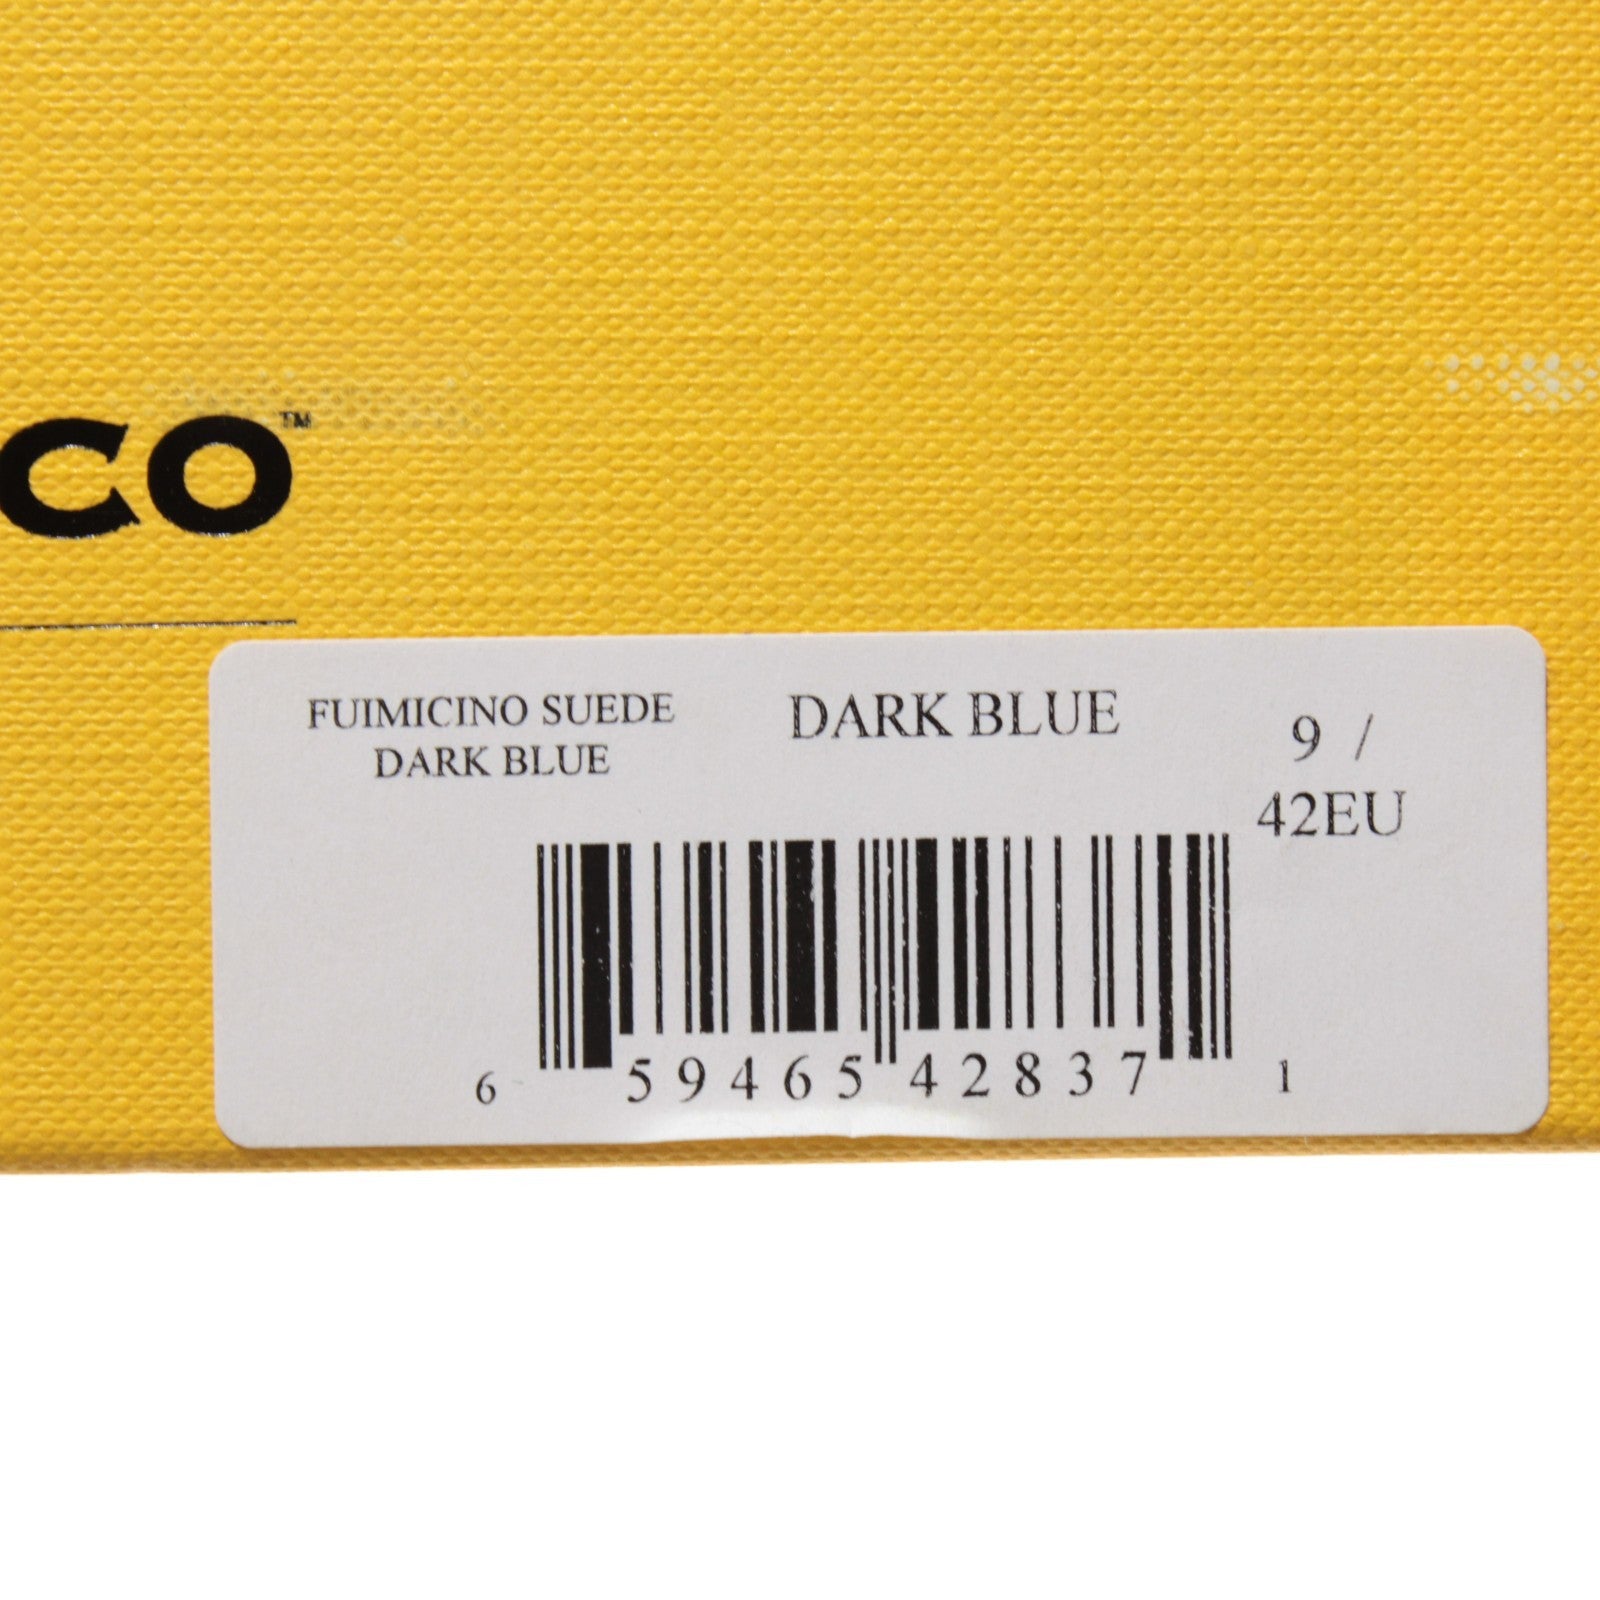 CO™
FUIMICINO SUEDE DARK BLUE
DARK BLUE
9 /
42EU
6 59465 42837 1